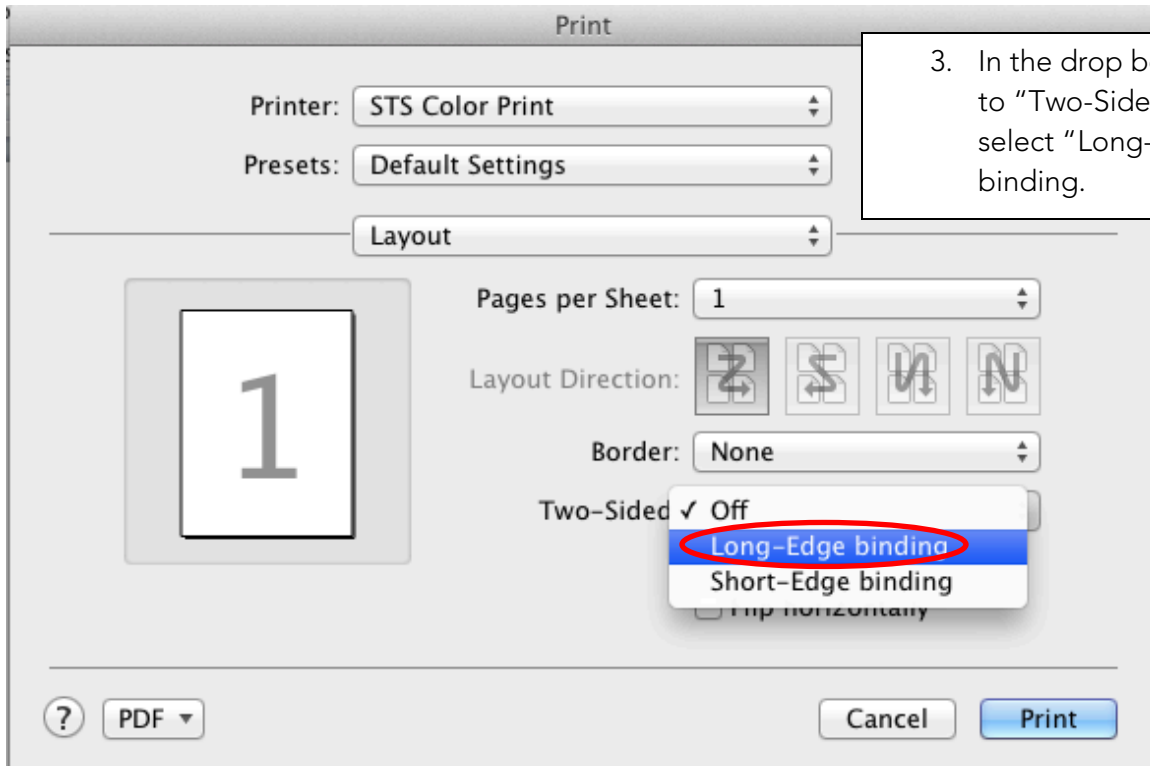 Print
3. In the drop
to “Two-Side
select “Long-
binding.
Printer: STS Color Print
Presets: Default Settings
Layout
1
Pages per Sheet: 1
Layout Direction:
Border: None
Two-Sided ✓ Off
Long-Edge binding
Short-Edge binding
Flip horizontally
? PDF
Cancel Print